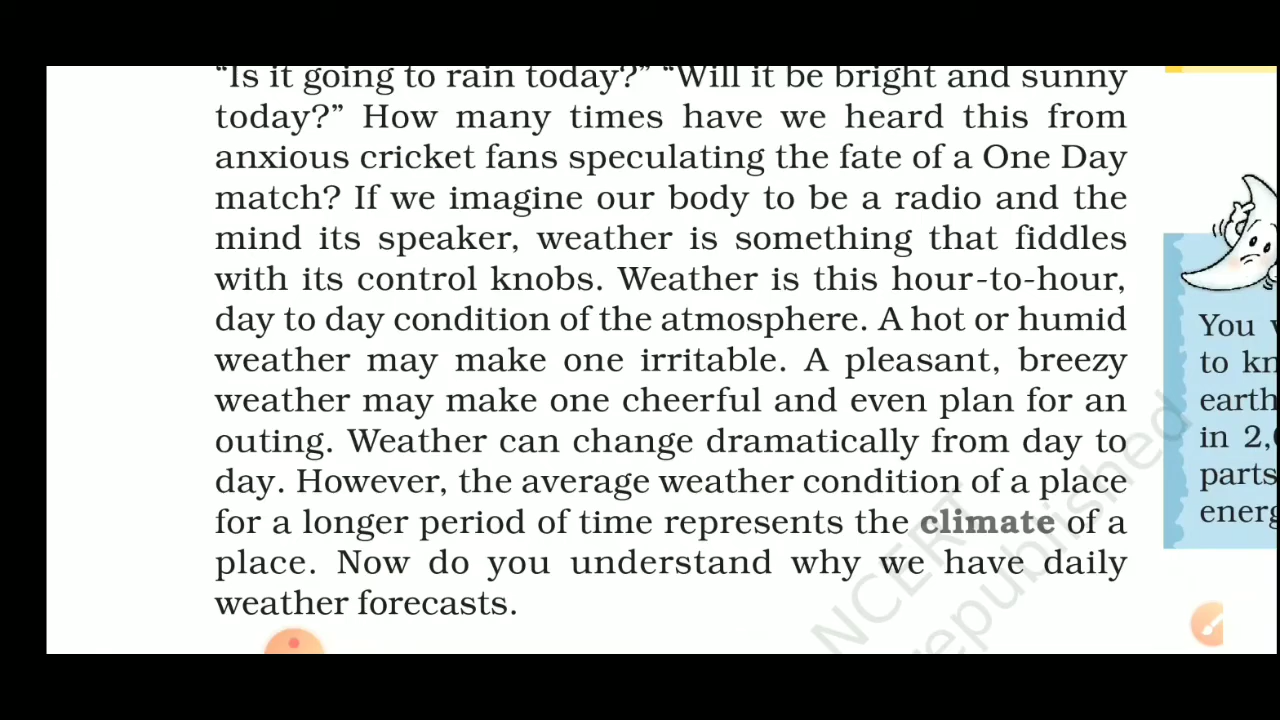 “Is it going to rain today?” “Will it be bright and sunny
today?” How many times have we heard this from
anxious cricket fans speculating the fate of a One Day
match? If we imagine our body to be a radio and the
mind its speaker, weather is something that fiddles
with its control knobs. Weather is this hour-to-hour,
day to day condition of the atmosphere. A hot or humid
weather may make one irritable. A pleasant, breezy
weather may make one cheerful and even plan for an
outing. Weather can change dramatically from day to
day. However, the average weather condition of a place
for a longer period of time represents the climate of a
place. Now do you understand why we have daily
weather forecasts.
You
to
earth
in 2,
parts
NCERT
republished